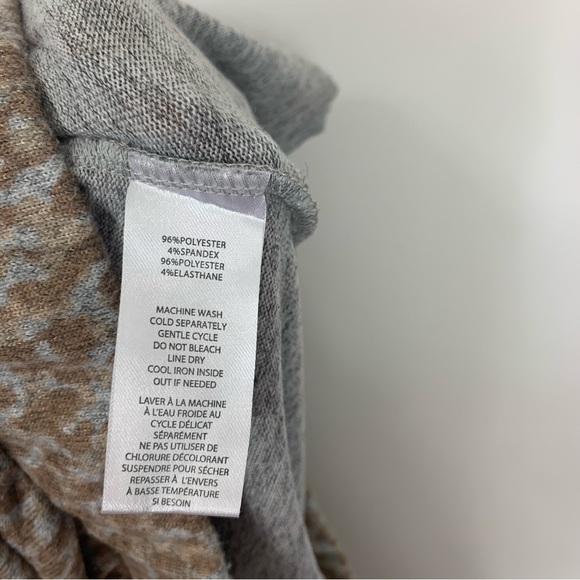 96%POLYESTER
4%SPANDEX
96%POLYESTER
4%ELASTHANE
MACHINE WASH
COLD SEPARATELY
GENTLE CYCLE
DO NOT BLEACH
LINE DRY
COOL IRON INSIDE
OUT IF NEEDED
LAVER À LA MACHINE
À L'EAU FROIDE AU
CYCLE DÉLICAT
SÉPARÉMENT
NE PAS UTILISER DE
CHLORURE DÉCOLORANT
SUSPENDRE POUR SÉCHER
REPASSER À L'ENVERS
À BASSE TEMPÉRATURE
SI BESOIN